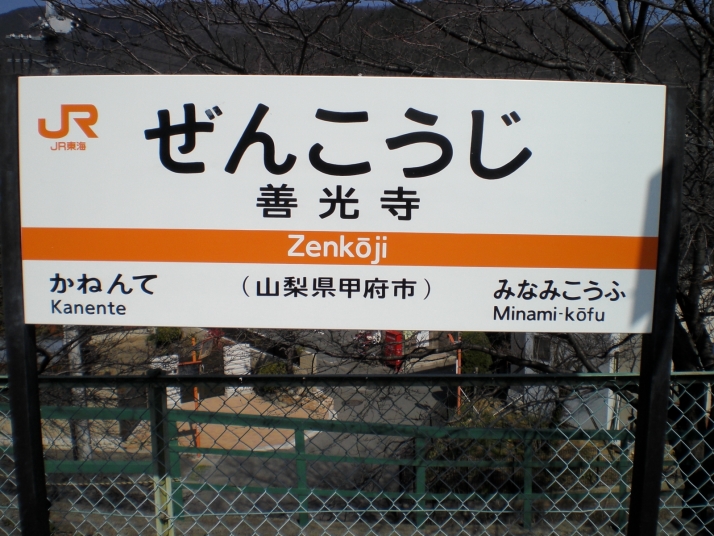 JR
JR東海
ぜんこうじ
善光寺
Zenkōji
かねんて
Kanente
（山梨県甲府市）
みなみこうふ
Minami-kōfu